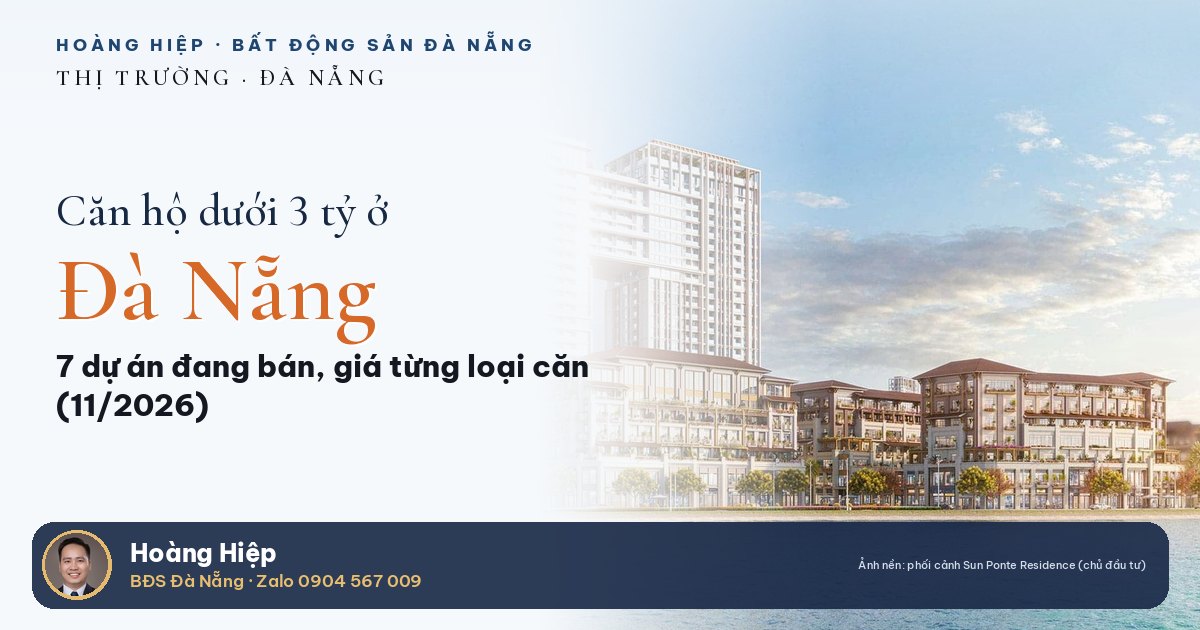 HOÀNG HIỆP · BẤT ĐỘNG SẢN ĐÀ NẴNG
THỊ TRƯỜNG · ĐÀ NẴNG
Căn hộ dưới 3 tỷ ở
Đà Nẵng
7 dự án đang bán, giá từng loại căn
(11/2026)
Hoàng Hiệp
BĐS Đà Nẵng · Zalo 0904 567 009
Ảnh nền: phối cảnh Sun Ponte Residence (chủ đầu tư)